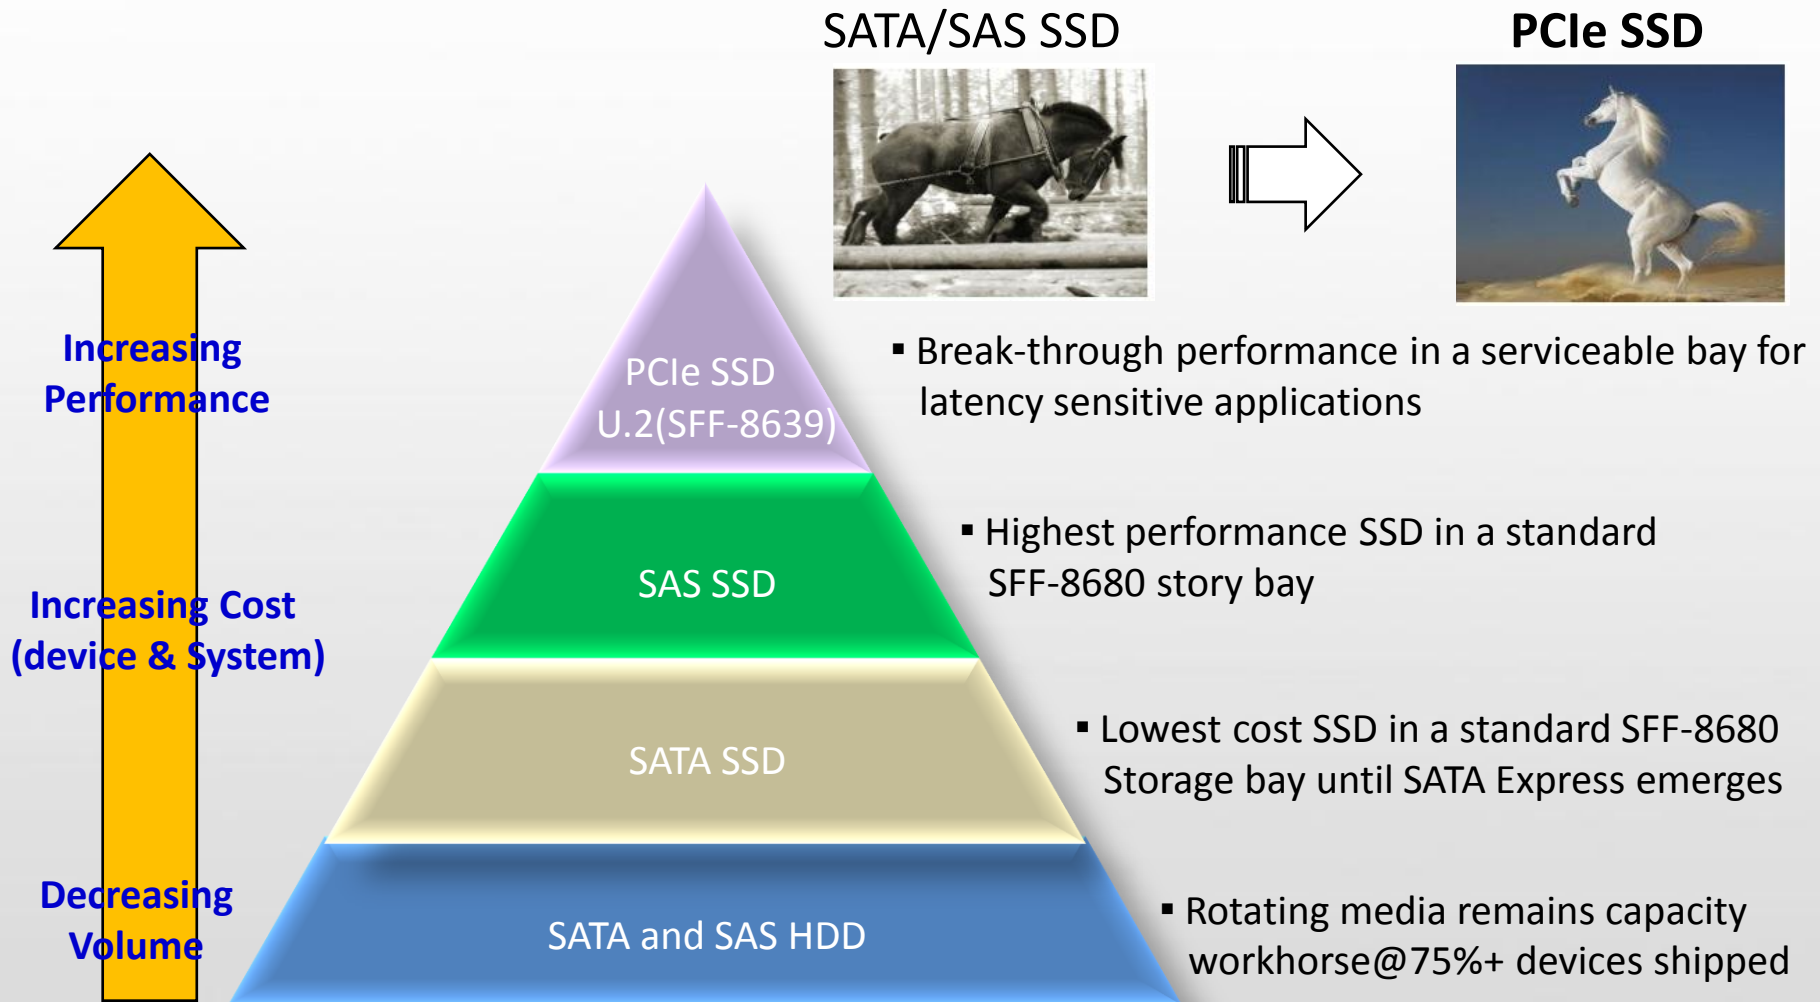 SATA/SAS SSD
PCIe SSD
Increasing
Performance
PCIe SSD
U.2(SFF-8639)
▪ Break-through performance in a serviceable bay for
latency sensitive applications
Increasing Cost
(device & System)
SAS SSD
▪ Highest performance SSD in a standard
SFF-8680 story bay
SATA SSD
▪ Lowest cost SSD in a standard SFF-8680
Storage bay until SATA Express emerges
Decreasing
Volume
SATA and SAS HDD
▪ Rotating media remains capacity
workhorse@75%+ devices shipped